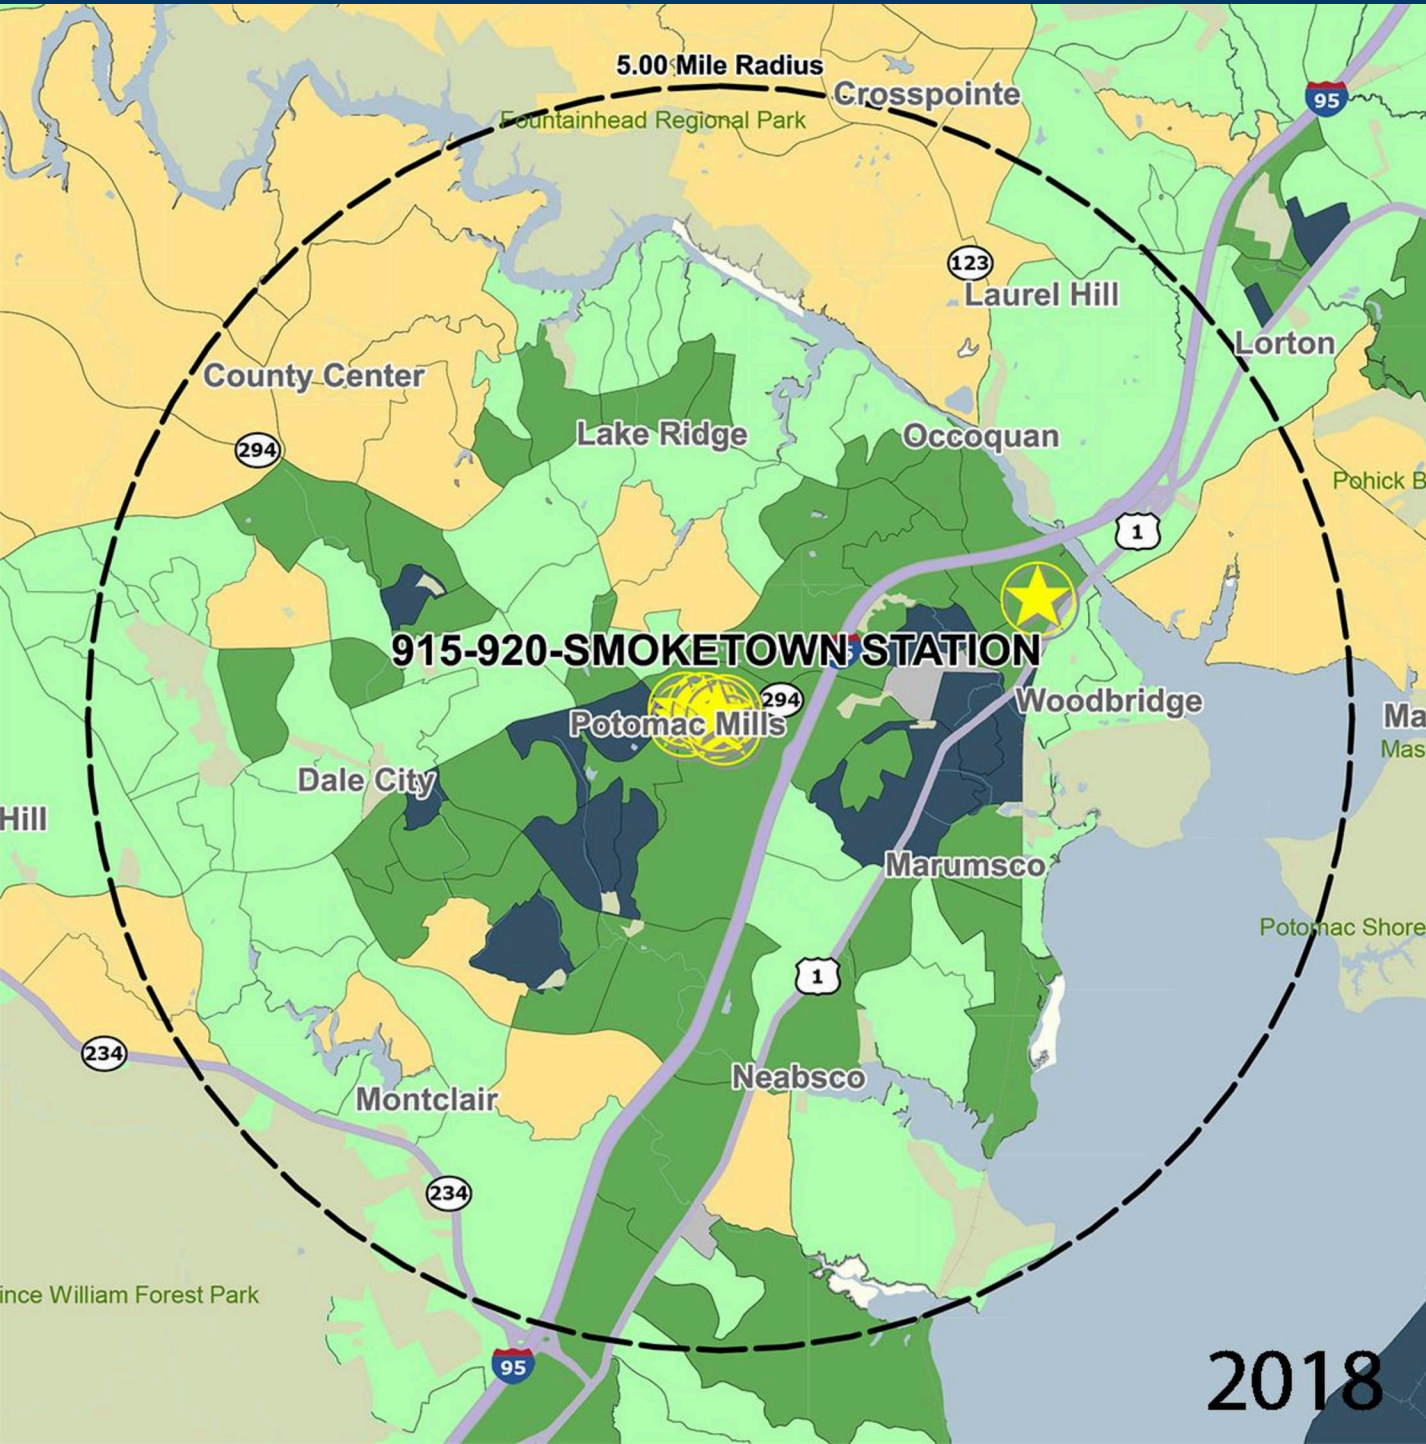 5.00 Mile Radius
Crosspointe
95
Fountainhead Regional Park
123
Laurel Hill
Lorton
County Center
Lake Ridge
Occoquan
294
Pohick B
1
915-920-SMOKETOWN STATION
294
Woodbridge
Potomac Mills
Ma
Mas
Dale City
Hill
Marumsco
Potomac Shore
1
234
Neabsco
Montclair
234
ince William Forest Park
95
2018